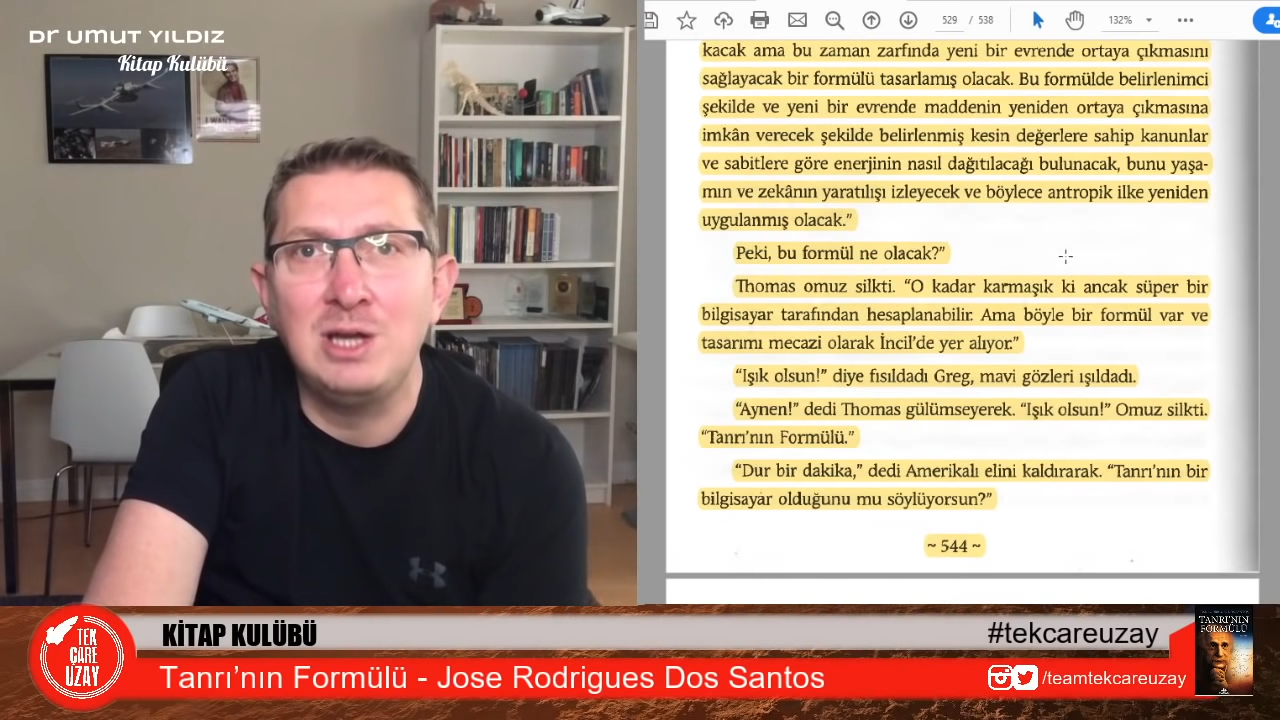 DR UMUT YILDIZ
Kitap Kulübü
I WANT
529 / 538
132%
kacak ama bu zaman zarfında yeni bir evrende ortaya çıkmasını
sağlayacak bir formülü tasarlamış olacak. Bu formülde belirlenimci
şekilde ve yeni bir evrende maddenin yeniden ortaya çıkmasına
imkân verecek şekilde belirlenmiş kesin değerlere sahip kanunlar
ve sabitlere göre enerjinin nasıl dağıtılacağı bulunacak, bunu yaşa-
mın ve zekânın yaratılışı izleyecek ve böylece antropik ilke yeniden
uygulanmış olacak.”
Peki, bu formül ne olacak?”
Thomas omuz silkti. “O kadar karmaşık ki ancak süper bir
bilgisayar tarafından hesaplanabilir. Ama böyle bir formül var ve
tasarımı mecazi olarak İncil’de yer alıyor.”
“Işık olsun!” diye fısıldadı Greg, mavi gözleri ışıldadı.
“Aynen!” dedi Thomas gülümseyerek. “Işık olsun!” Omuz silkti.
“Tanrı’nın Formülü.”
“Dur bir dakika,” dedi Amerikalı elini kaldırarak. “Tanrı’nın bir
bilgisayar olduğunu mu söylüyorsun?”
~ 544 ~
TEK
ÇARE
UZAY
KİTAP KULÜBÜ
#tekcareuzay
Tanrı’nın Formülü - Jose Rodrigues Dos Santos
/teamtekcareuzay
TANRI’NIN
FORMÜLÜ